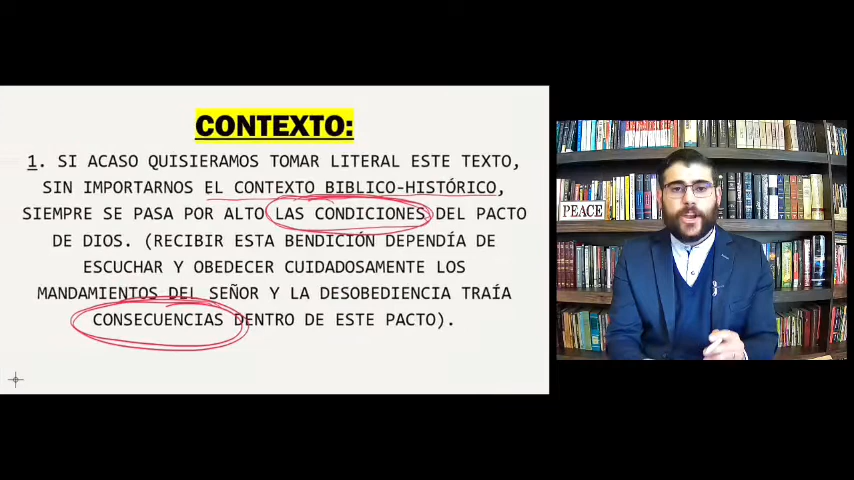 CONTEXTO:
1. SI ACASO QUISIERAMOS TOMAR LITERAL ESTE TEXTO,
SIN IMPORTARNOS EL CONTEXTO BIBLICO-HISTÓRICO,
SIEMPRE SE PASA POR ALTO LAS CONDICIONES DEL PACTO
DE DIOS. (RECIBIR ESTA BENDICIÓN DEPENDÍA DE
ESCUCHAR Y OBEDECER CUIDADOSAMENTE LOS
MANDAMIENTOS DEL SEÑOR Y LA DESOBEDIENCIA TRAÍA
CONSECUENCIAS DENTRO DE ESTE PACTO).
PEACE